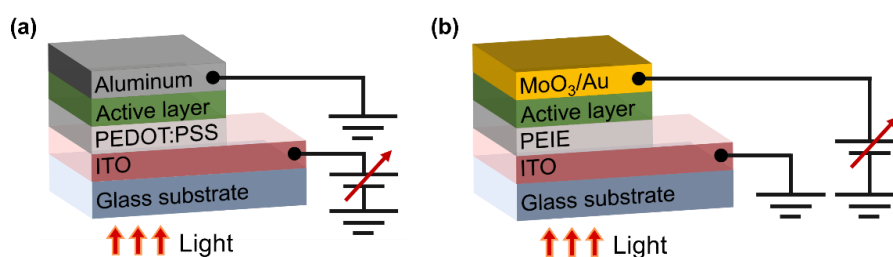 (a)
Aluminum
Active layer
PEDOT:PSS
ITO
Glass substrate
Light
(b)
MoO₃/Au
Active layer
PEIE
ITO
Glass substrate
Light